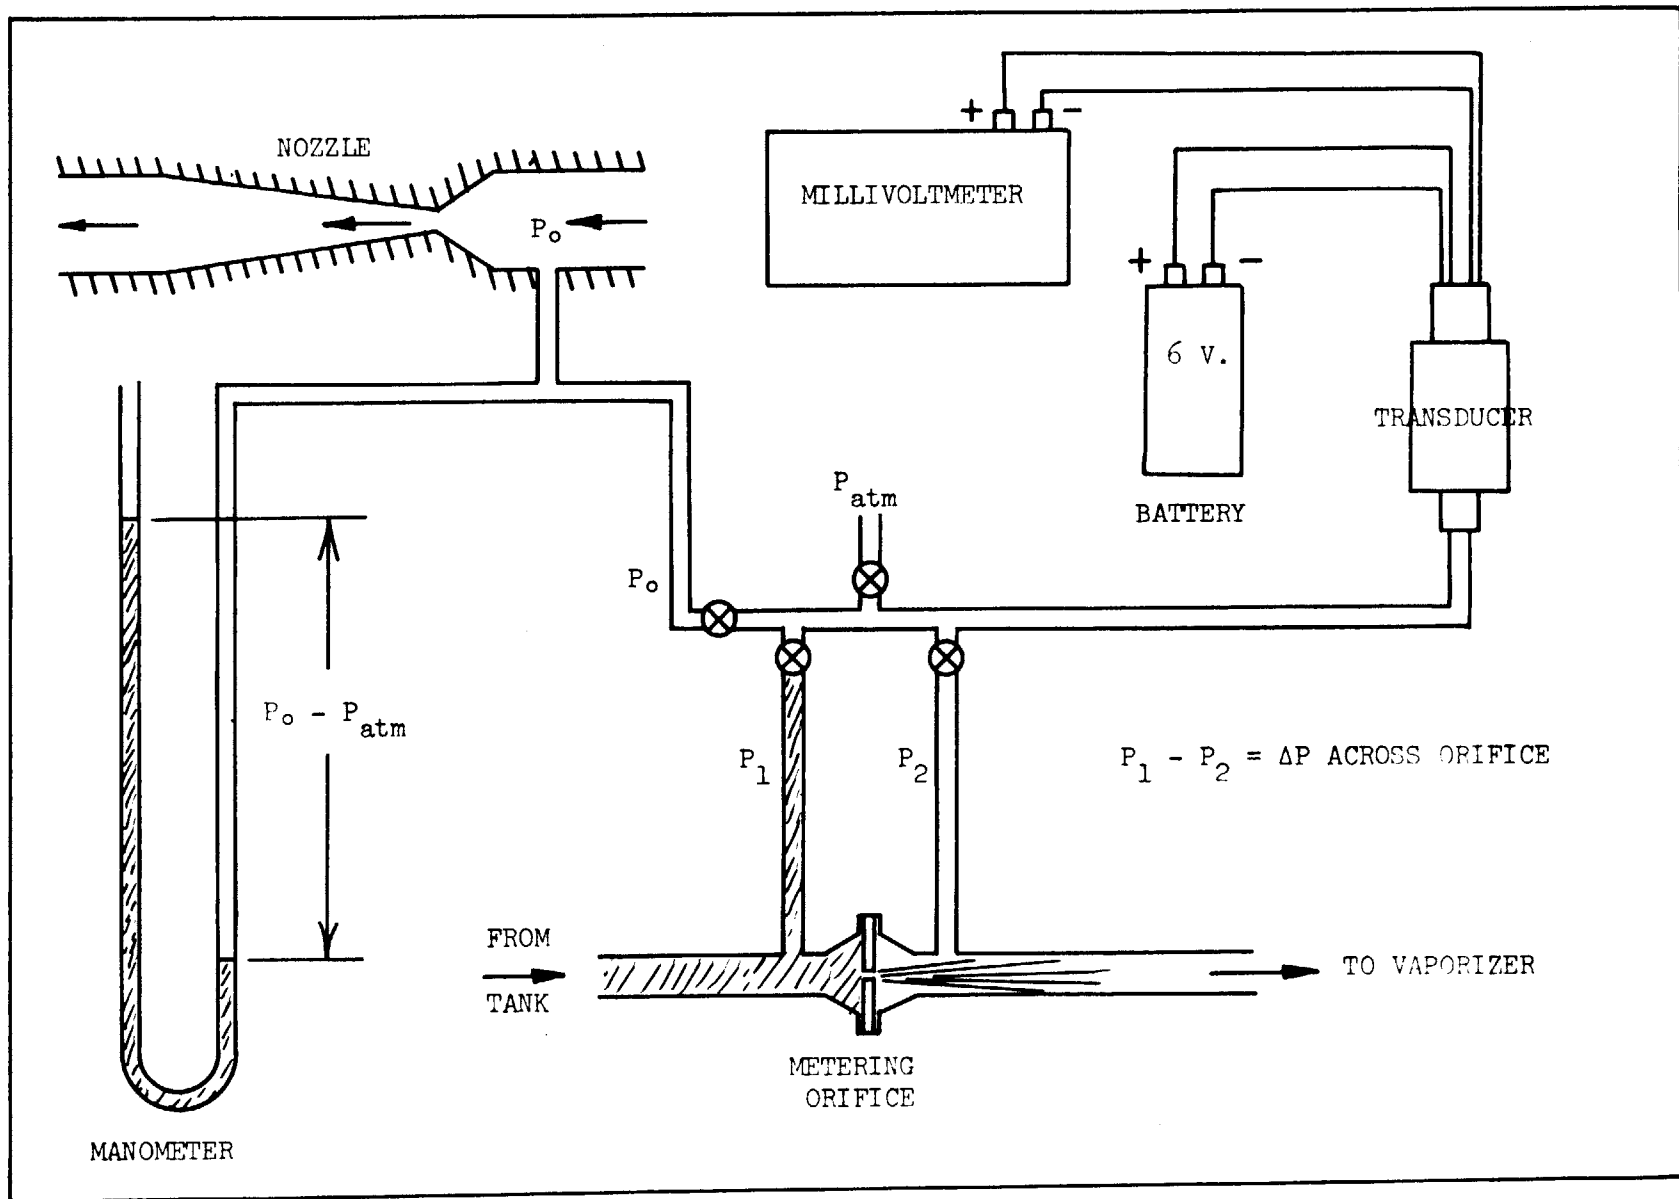 NOZZLE
Po
+ -
MILLIVOLTMETER
+ -
6 V.
BATTERY
TRANSDUCER
Patm
Po
Po - Patm
P1
P2
P1 - P2 = ΔP ACROSS ORIFICE
FROM
TANK
TO VAPORIZER
METERING
ORIFICE
MANOMETER